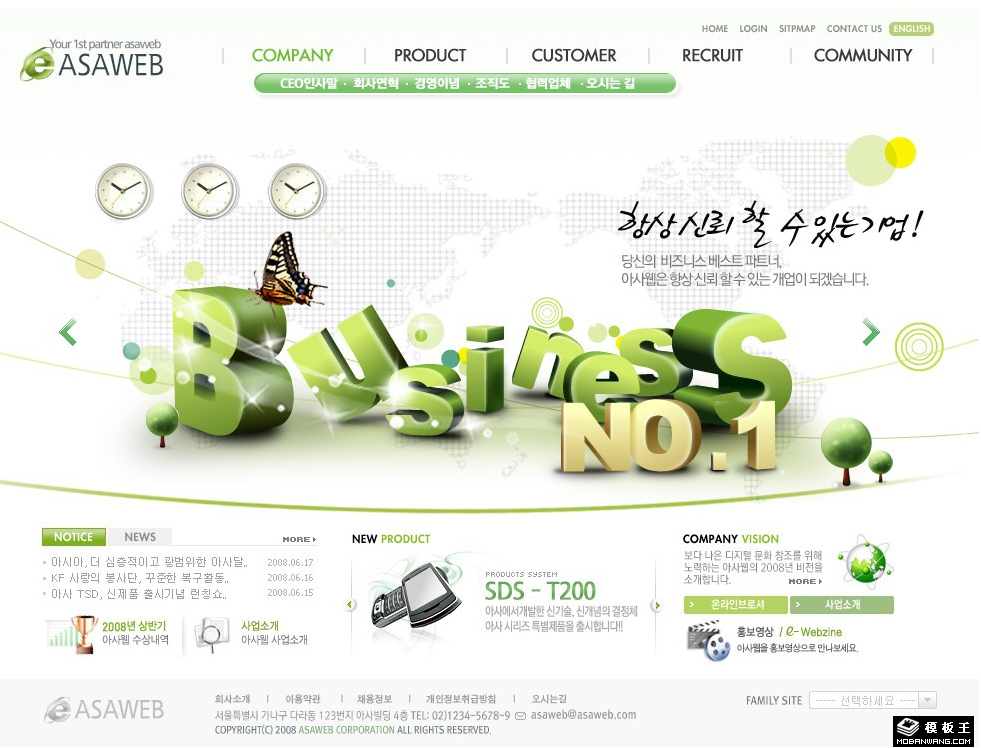 HOME LOGIN SITPMAP CONTACT US ENGLISH
Your 1st partner asaweb
ASAWEB
COMPANY PRODUCT CUSTOMER RECRUIT COMMUNITY
CEO인사말 · 회사연혁 · 경영이념 · 조직도 · 협력업체 · 오시는 길
항상 신뢰 할 수 있는 기업!
당신의 비즈니스 베스트 파트너,
아사웹은 항상 신뢰 할 수 있는 개업이 되겠습니다.
Business
NO.1
NOTICE NEWS MORE
아시아, 더 심층적이고 광범위한 아사달.. 2008.06.17
KF 사랑의 봉사단, 꾸준한 복구활동.. 2008.06.16
아사 TSD, 신제품 출시기념 런칭쇼.. 2008.06.15
2008년 상반기
아사웹 수상내역
사업소개
아사웹 사업소개
NEW PRODUCT
PRODUCTS SYSTEM
SDS - T200
아사에서개발한 신기술, 신개념의 결정체
아사 시리즈 특별제품을 출시합니다!!
COMPANY VISION
보다 나은 디지털 문화 창조를 위해
노력하는 아사웹의 2008년 비전을
소개합니다. MORE
온라인브로셔 사업소개
홍보영상 / e-Webzine
아사웹을 홍보영상으로 만나보세요.
ASAWEB
회사소개 | 이용약관 | 채용정보 | 개인정보취급방침 | 오시는길
서울특별시 가나구 다라동 123번지 아사빌딩 4층 TEL: 02)1234-5678~9 asaweb@asaweb.com
COPYRIGHT(C) 2008 ASAWEB CORPORATION ALL RIGHTS RESERVED.
FAMILY SITE ----- 선택하세요 -----
模板王
MOBANWANG.COM